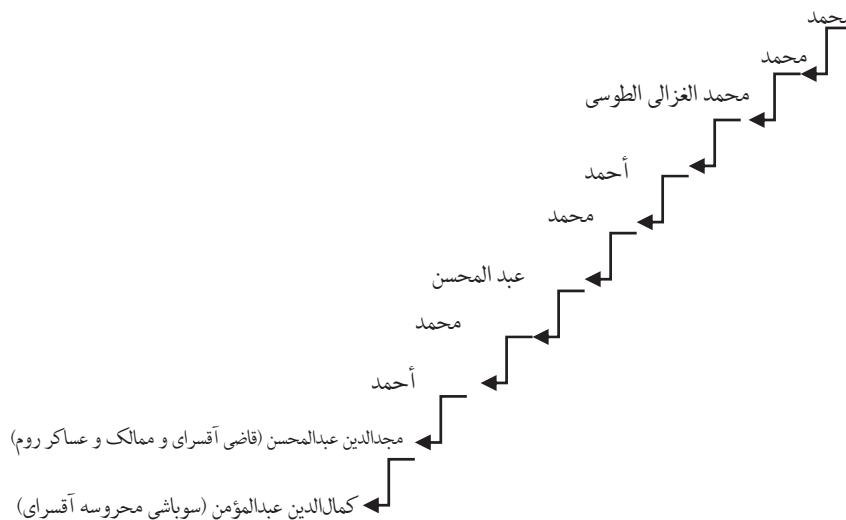 محمد
محمد
محمد الغزالی الطوسی
أحمد
محمد
عبد المحسن
محمد
أحمد
مجدالدین عبدالمحسن (قاضی آقسرای و ممالک و عساکر روم)
کمال‌الدین عبدالمؤمن (سوباشی محروسه آقسرای)